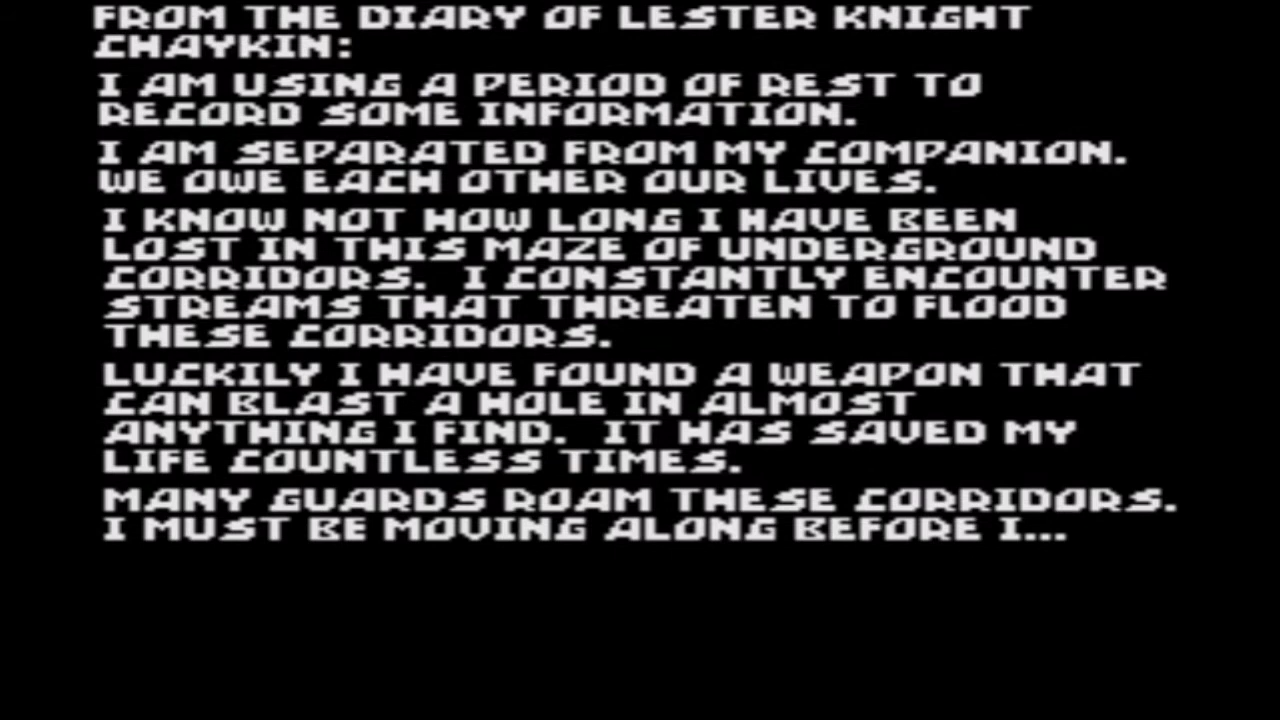 FROM THE DIARY OF LESTER KNIGHT
CHAYKIN:
I AM USING A PERIOD OF REST TO
RECORD SOME INFORMATION.
I AM SEPARATED FROM MY COMPANION.
WE OWE EACH OTHER OUR LIVES.
I KNOW NOT HOW LONG I HAVE BEEN
LOST IN THIS MAZE OF UNDERGROUND
CORRIDORS. I CONSTANTLY ENCOUNTER
STREAMS THAT THREATEN TO FLOOD
THESE CORRIDORS.
LUCKILY I HAVE FOUND A WEAPON THAT
CAN BLAST A HOLE IN ALMOST
ANYTHING I FIND. IT HAS SAVED MY
LIFE COUNTLESS TIMES.
MANY GUARDS ROAM THESE CORRIDORS.
I MUST BE MOVING ALONG BEFORE I...